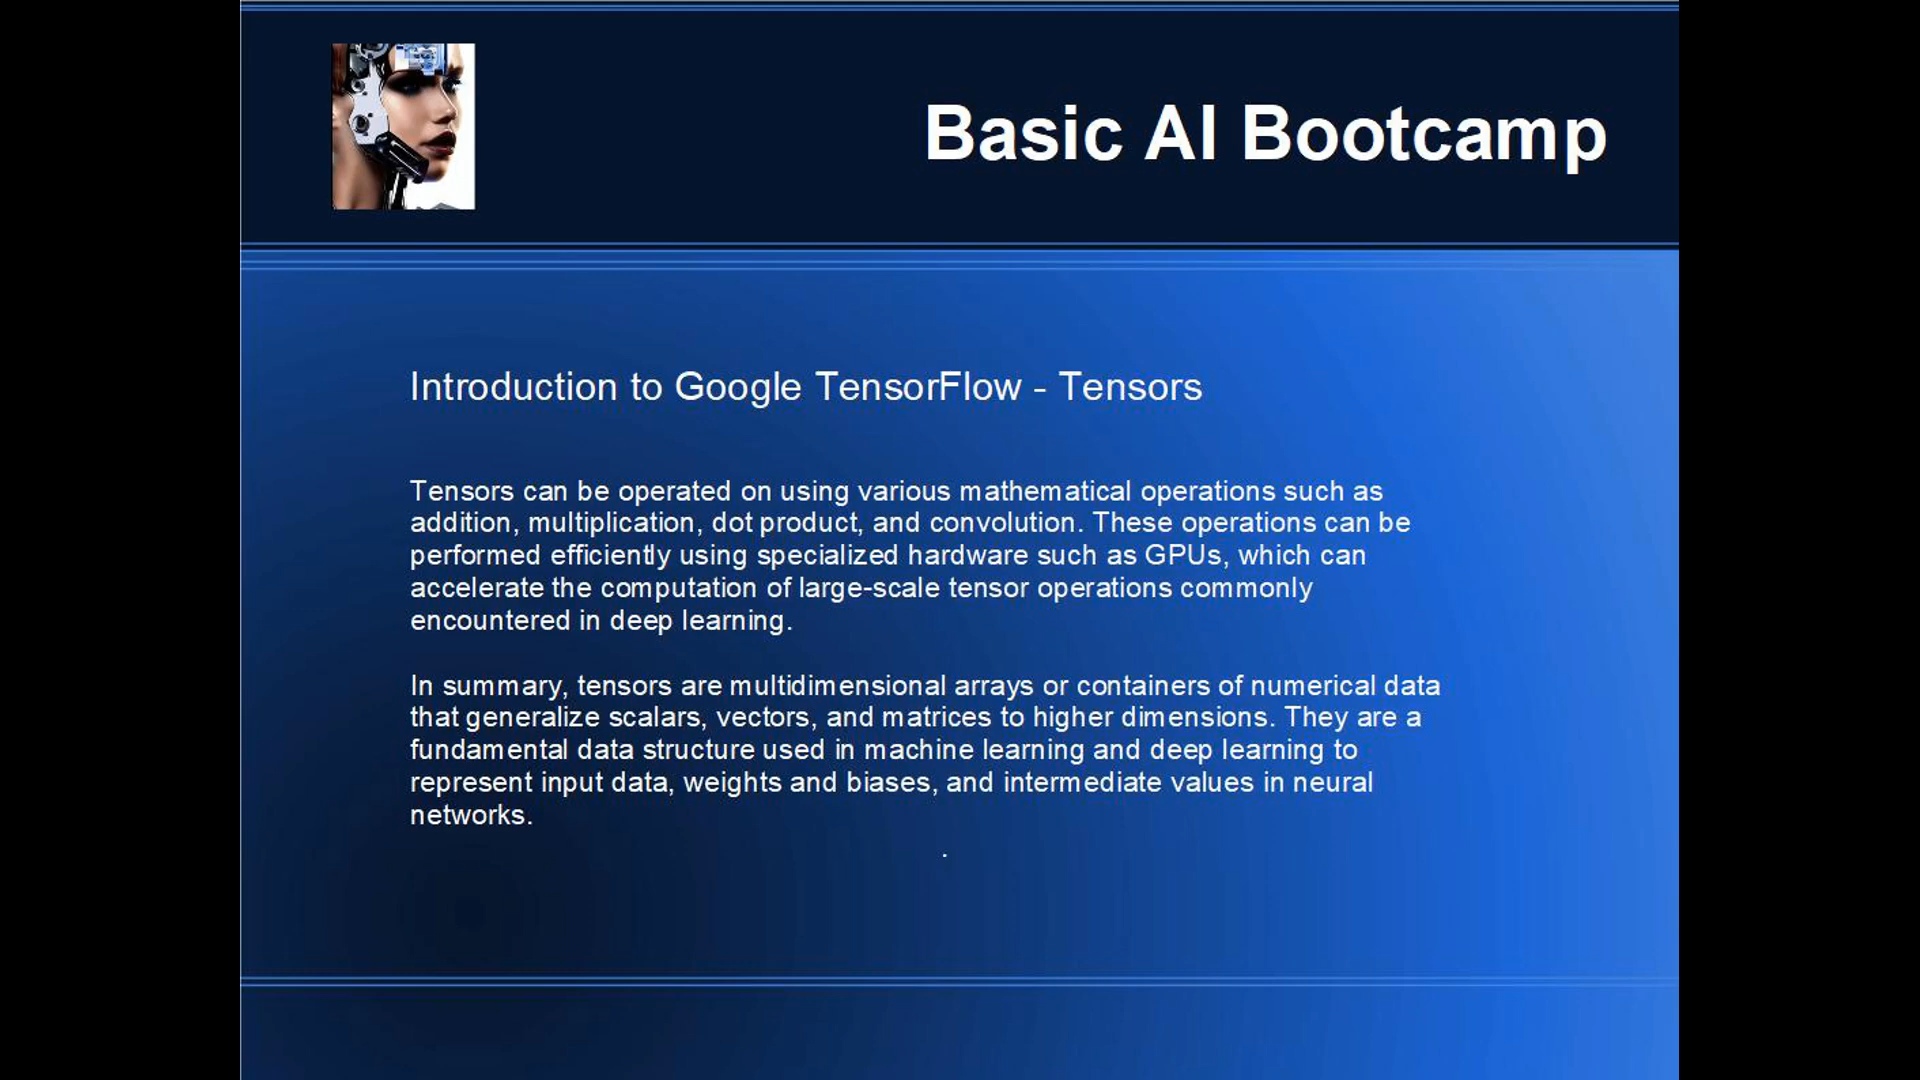 Basic AI Bootcamp
Introduction to Google TensorFlow - Tensors
Tensors can be operated on using various mathematical operations such as
addition, multiplication, dot product, and convolution. These operations can be
performed efficiently using specialized hardware such as GPUs, which can
accelerate the computation of large-scale tensor operations commonly
encountered in deep learning.
In summary, tensors are multidimensional arrays or containers of numerical data
that generalize scalars, vectors, and matrices to higher dimensions. They are a
fundamental data structure used in machine learning and deep learning to
represent input data, weights and biases, and intermediate values in neural
networks.
.